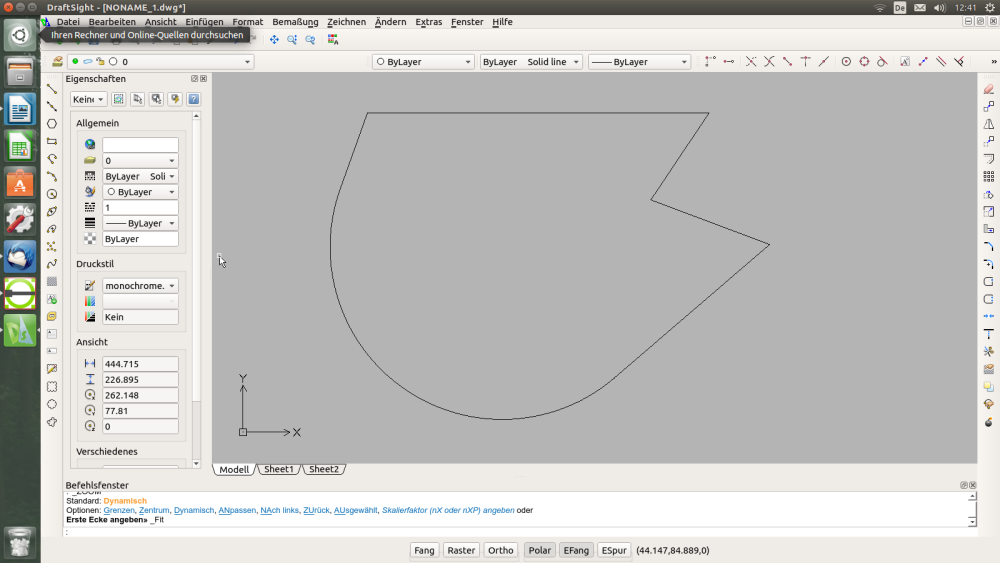 DraftSight - [NONAME_1.dwg*]
De
12:41
Datei Bearbeiten Ansicht Einfügen Format Bemaßung Zeichnen Ändern Extras Fenster Hilfe
Ihren Rechner und Online-Quellen durchsuchen
0
ByLayer
ByLayer Solid line
ByLayer
Eigenschaften
Allgemein
0
ByLayer Soli
ByLayer
1
ByLayer
ByLayer
Druckstil
monochrome.
Kein
Ansicht
444.715
226.895
262.148
77.81
0
Verschiedenes
Y
X
Modell Sheet1 Sheet2
Befehlsfenster
: _ZOOM
Standard: Dynamisch
Optionen: Grenzen, Zentrum, Dynamisch, ANpassen, NAch links, ZUrück, AUsgewählt, Skalierfaktor (nX oder nXP) angeben oder
Erste Ecke angeben» _Fit
:
Fang Raster Ortho Polar EFang ESpur (44.147,84.889,0)